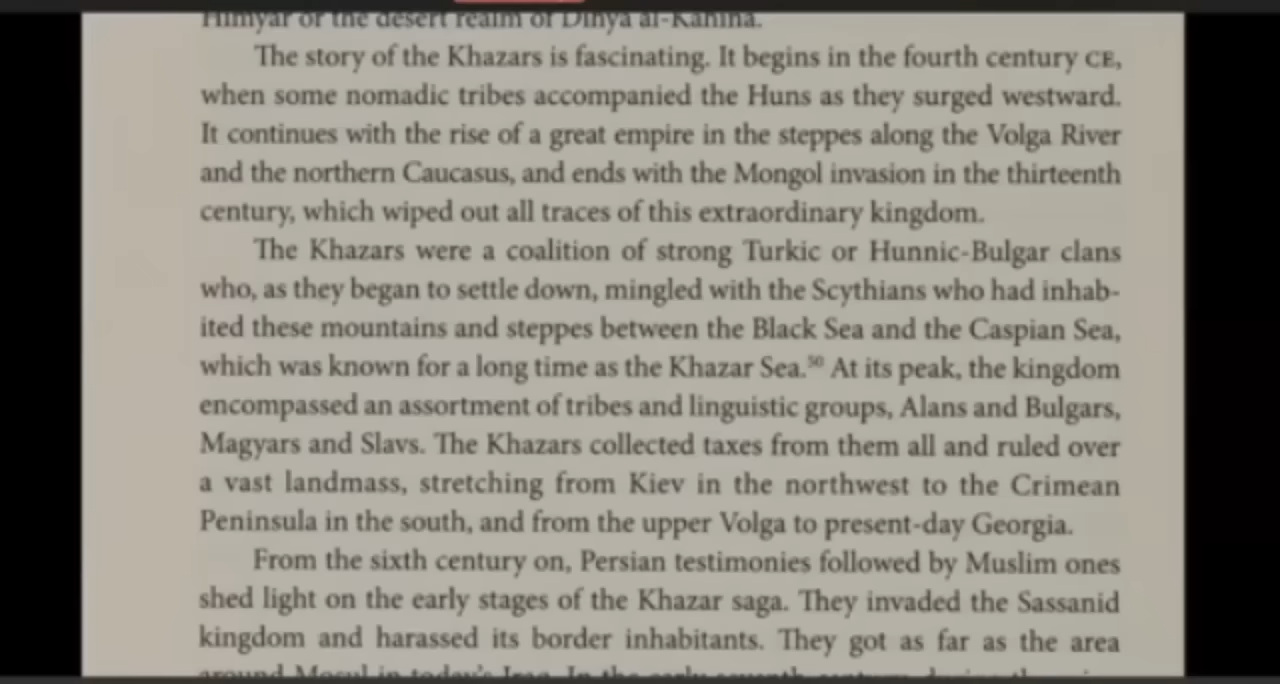 Himyar or the desert realm of Dihya al-Kahina.
The story of the Khazars is fascinating. It begins in the fourth century CE,
when some nomadic tribes accompanied the Huns as they surged westward.
It continues with the rise of a great empire in the steppes along the Volga River
and the northern Caucasus, and ends with the Mongol invasion in the thirteenth
century, which wiped out all traces of this extraordinary kingdom.
The Khazars were a coalition of strong Turkic or Hunnic-Bulgar clans
who, as they began to settle down, mingled with the Scythians who had inhab-
ited these mountains and steppes between the Black Sea and the Caspian Sea,
which was known for a long time as the Khazar Sea.50 At its peak, the kingdom
encompassed an assortment of tribes and linguistic groups, Alans and Bulgars,
Magyars and Slavs. The Khazars collected taxes from them all and ruled over
a vast landmass, stretching from Kiev in the northwest to the Crimean
Peninsula in the south, and from the upper Volga to present-day Georgia.
From the sixth century on, Persian testimonies followed by Muslim ones
shed light on the early stages of the Khazar saga. They invaded the Sassanid
kingdom and harassed its border inhabitants. They got as far as the area
around Mosul in today's Iraq. In the early seventh century, during the